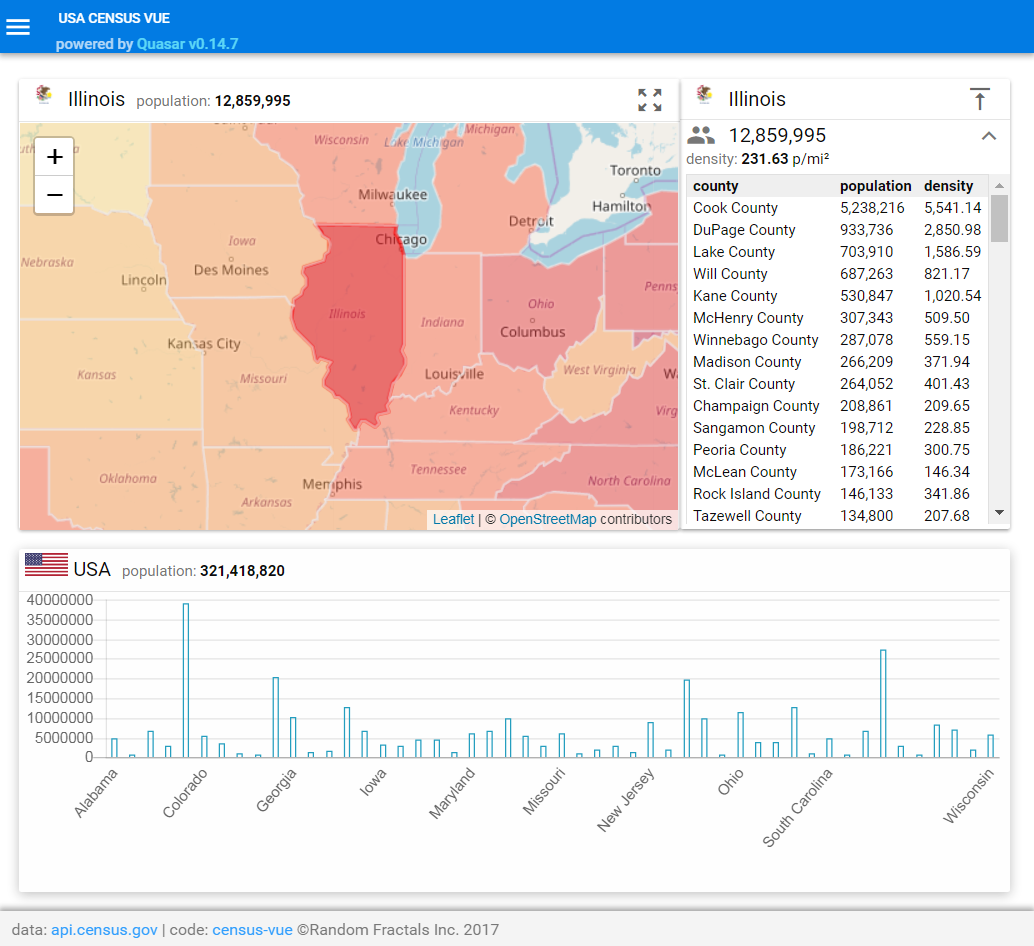 USA CENSUS VUE
powered by Quasar v0.14.7
Illinois population: 12,859,995
+
−
Wisconsin
Lake Michigan
Michigan
Toronto
Milwaukee
Hamilton
Detroit
Chicago
Iowa
Nebraska
Des Moines
Lincoln
Illinois
Indiana
Ohio
Penns
Columbus
Kansas City
Kansas
Missouri
Louisville
West Virginia
W
Kentucky
Virg
Oklahoma
Tennessee
Memphis
North Carolina
Arkansas
Leaflet | © OpenStreetMap contributors
Illinois
12,859,995
density: 231.63 p/mi²
county population density
Cook County 5,238,216 5,541.14
DuPage County 933,736 2,850.98
Lake County 703,910 1,586.59
Will County 687,263 821.17
Kane County 530,847 1,020.54
McHenry County 307,343 509.50
Winnebago County 287,078 559.15
Madison County 266,209 371.94
St. Clair County 264,052 401.43
Champaign County 208,861 209.65
Sangamon County 198,712 228.85
Peoria County 186,221 300.75
McLean County 173,166 146.34
Rock Island County 146,133 341.86
Tazewell County 134,800 207.68
USA population: 321,418,820
40000000
35000000
30000000
25000000
20000000
15000000
10000000
5000000
0
Alabama
Colorado
Georgia
Iowa
Maryland
Missouri
New Jersey
Ohio
South Carolina
Wisconsin
data: api.census.gov | code: census-vue ©Random Fractals Inc. 2017